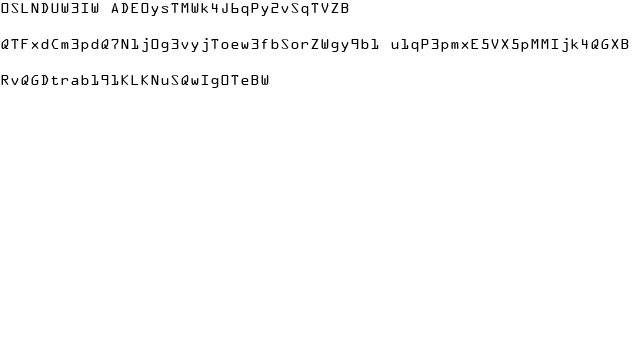 OSLNDUW3IW ADEOysTMWk4J6qPy2vSqTVZB
QTFxdCm3pdQ7N1jOg3vyjToew3fbSorZWgy9b1 u1qP3pmxE5VX5pMMIjk4QGXB
RvQGDtrab191KLKNuSQwIgOTeBW